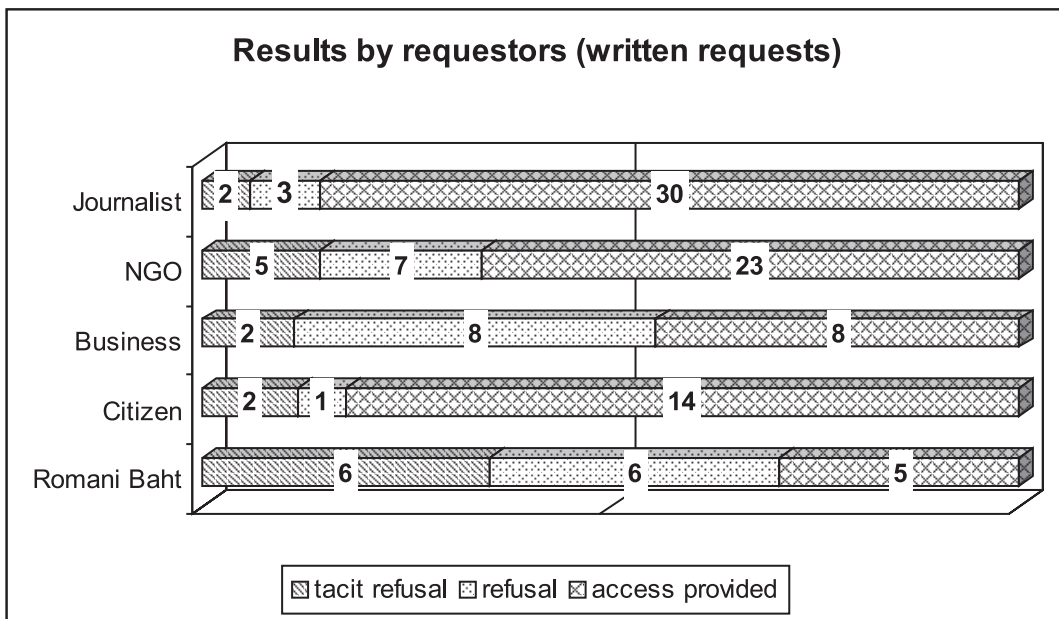 Results by requestors (written requests)
Journalist 2 3 30
NGO 5 7 23
Business 2 8 8
Citizen 2 1 14
Romani Baht 6 6 5
tacit refusal refusal access provided